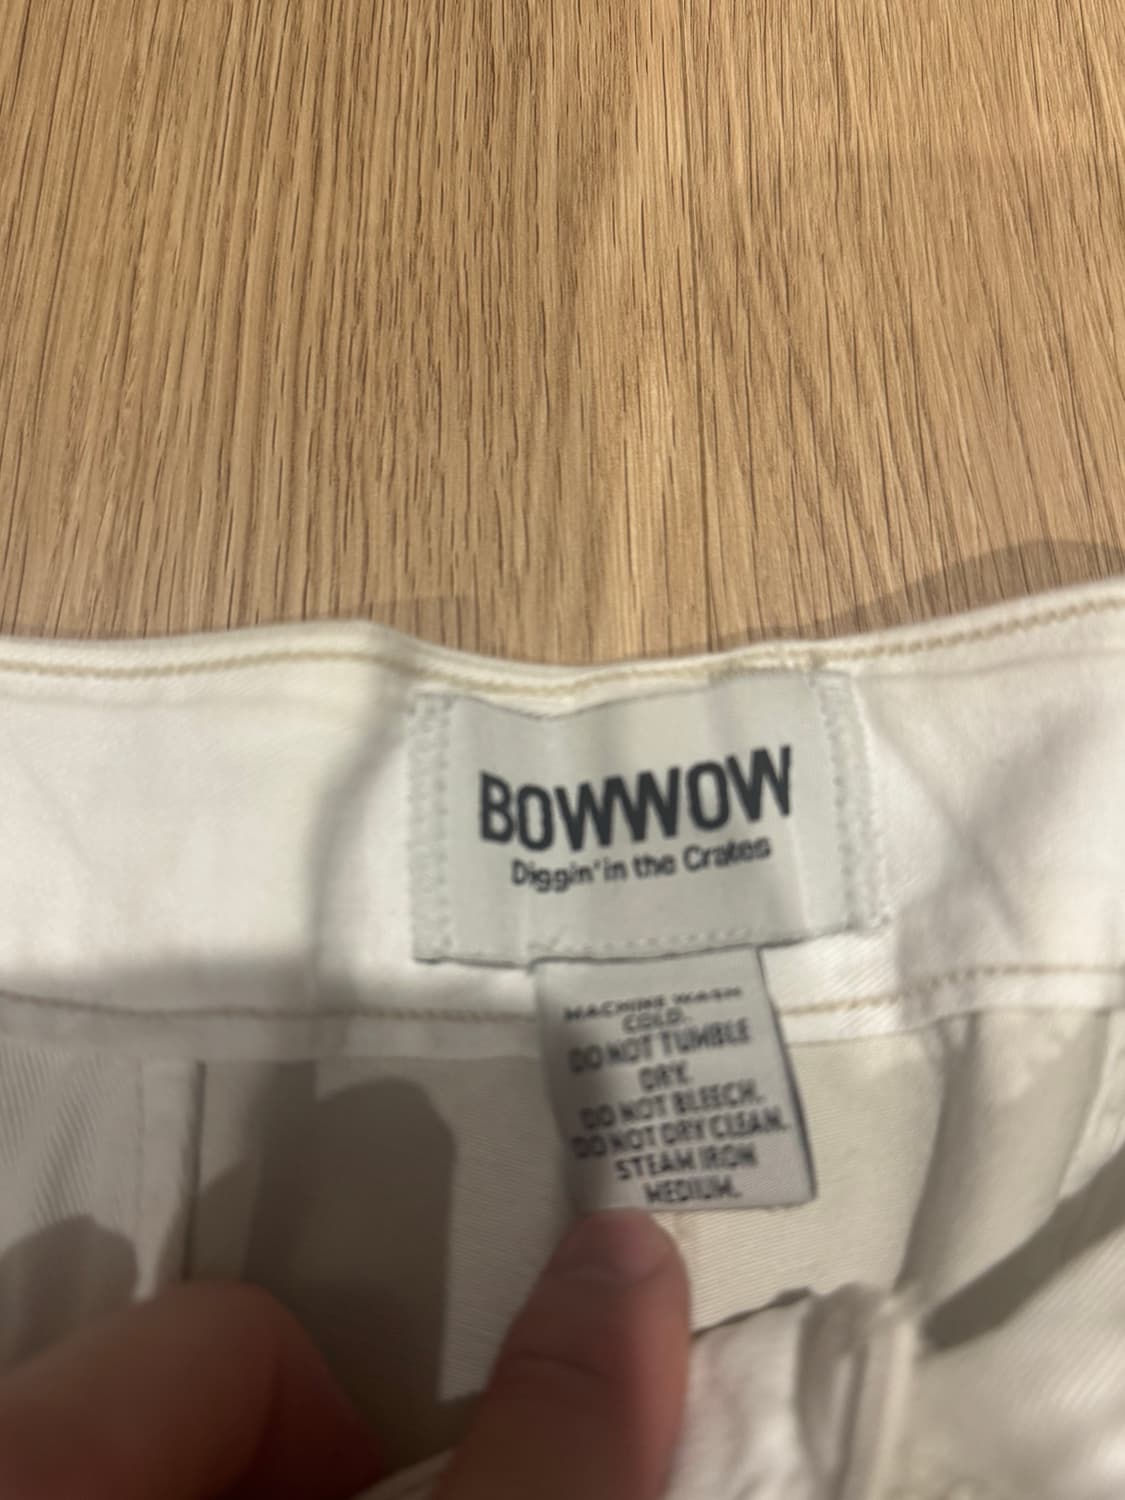 BOWWOW
Diggin' in the Crates
MACHINE WASH
COLD.
DO NOT TUMBLE
DRY.
DO NOT BLEECH.
DO NOT DRY CLEAN.
STEAM IRON
MEDIUM.